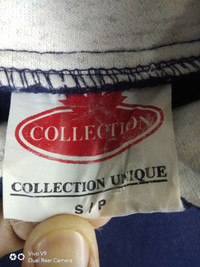 COLLECTION
COLLECTION UNIQUE
S / P
Vivo V9
Dual Rear Camera